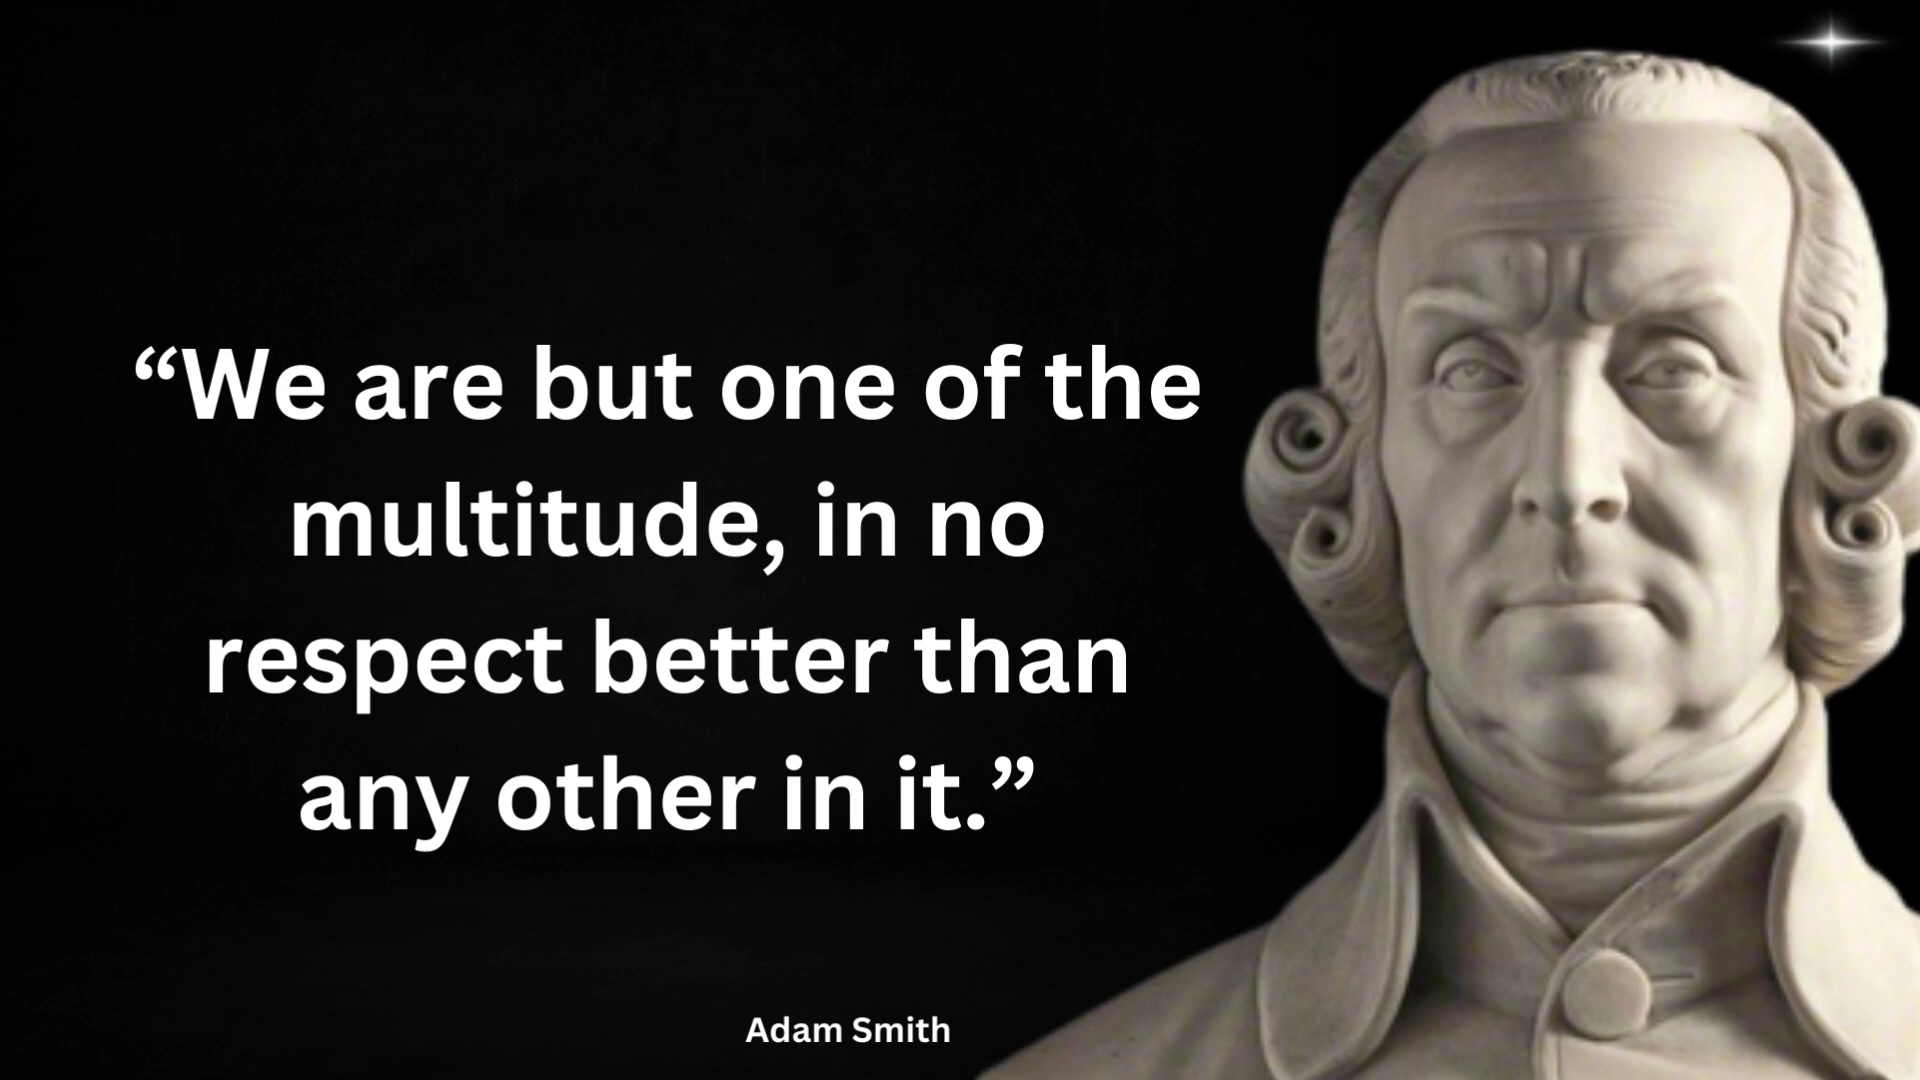 “We are but one of the
multitude, in no
respect better than
any other in it.”
Adam Smith